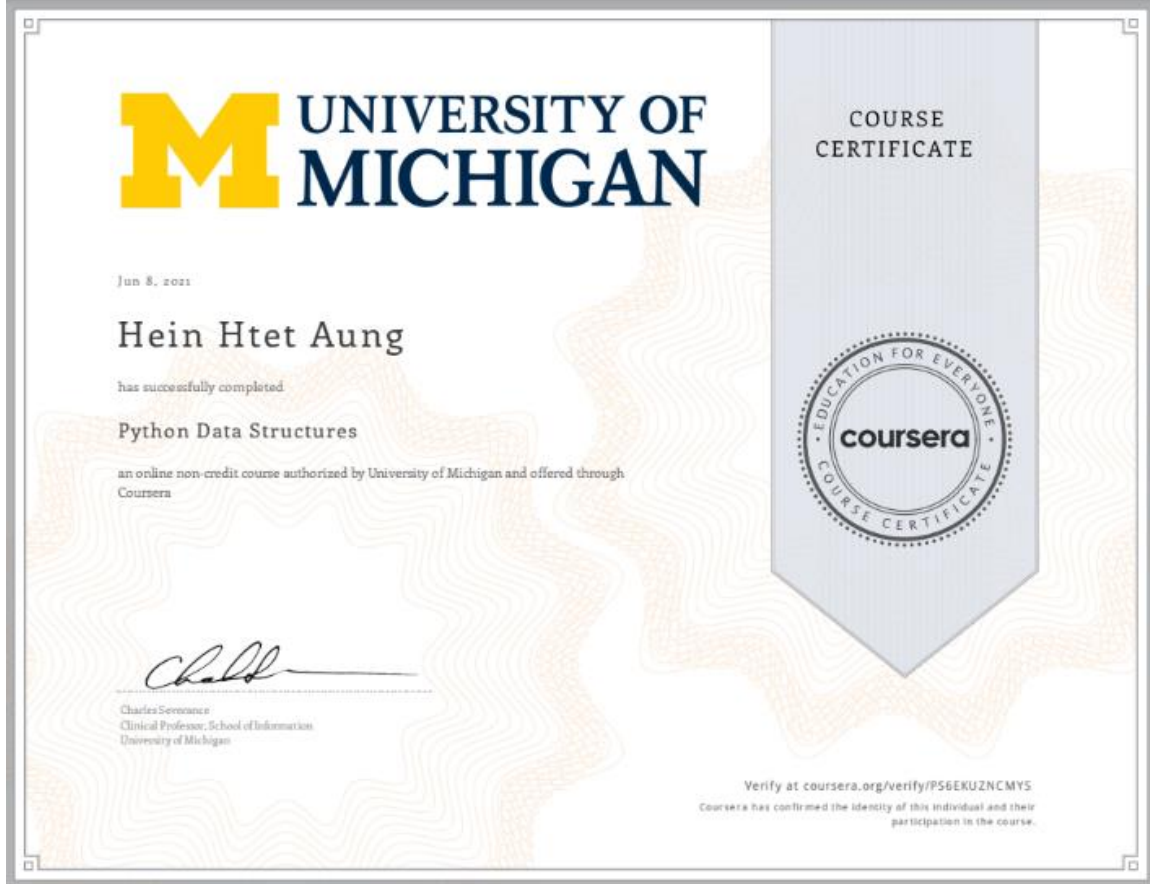 UNIVERSITY OF
MICHIGAN
COURSE
CERTIFICATE
Jun 8, 2021
Hein Htet Aung
has successfully completed
Python Data Structures
an online non-credit course authorized by University of Michigan and offered through
Coursera
EDUCATION FOR EVERYONE
coursera
COURSE CERTIFICATE
Charles Severance
Clinical Professor, School of Information
University of Michigan
Verify at coursera.org/verify/PS6EKUZNCMYS
Coursera has confirmed the identity of this individual and their
participation in the course.